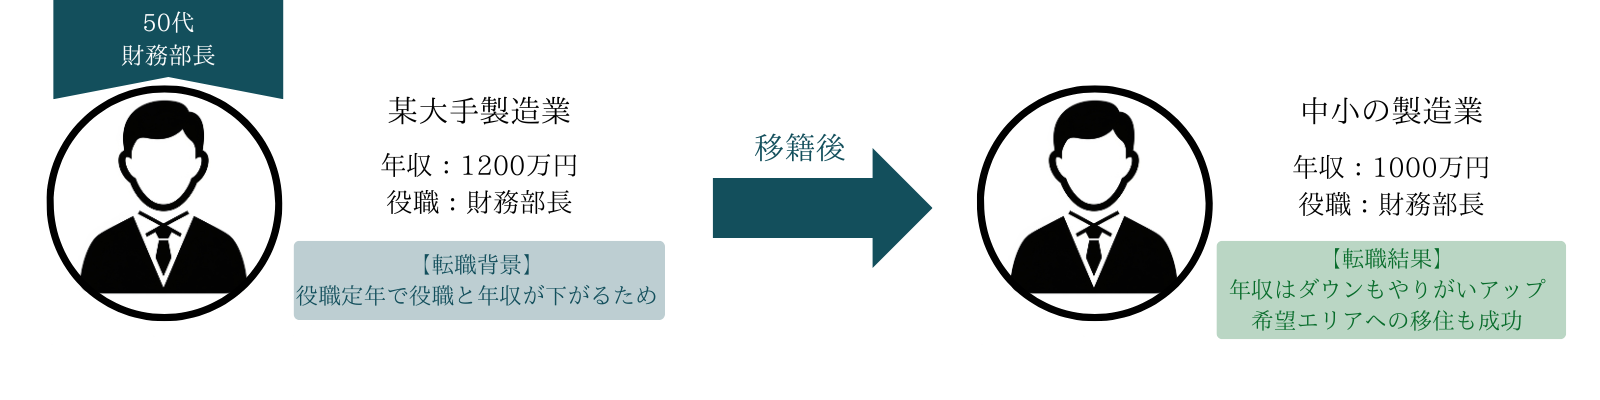 50代
財務部長
某大手製造業
年収：1200万円
役職：財務部長
【転職背景】
役職定年で役職と年収が下がるため
移籍後
中小の製造業
年収：1000万円
役職：財務部長
【転職結果】
年収はダウンもやりがいアップ
希望エリアへの移住も成功